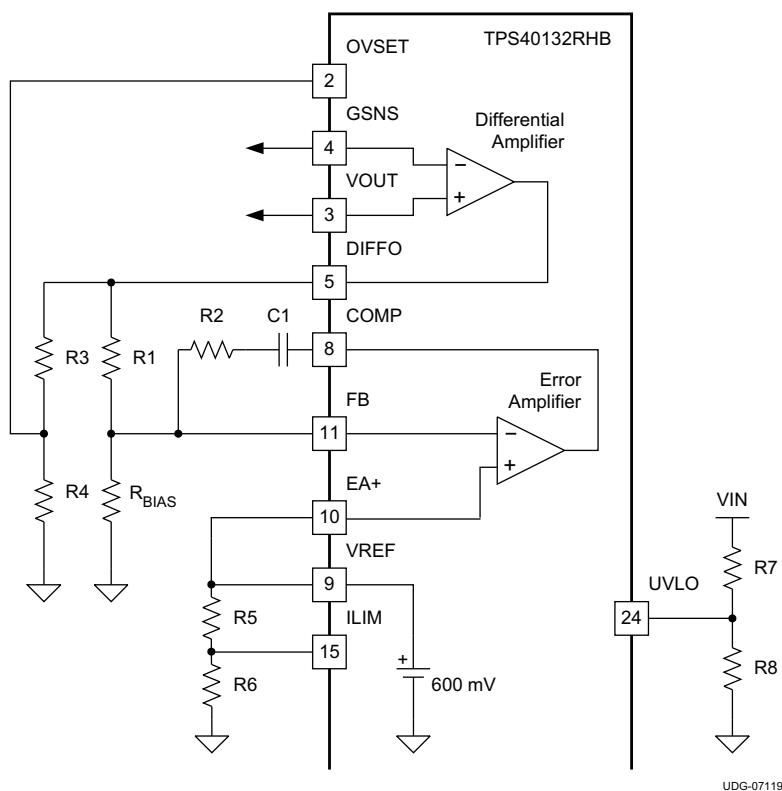 TPS40132RHB
OVSET
2
GSNS
4
Differential
Amplifier
VOUT
3
DIFFO
5
R2
C1
COMP
8
R3
R1
Error
Amplifier
FB
11
R4
RBIAS
EA+
10
VREF
9
R5
ILIM
15
R6
+
600 mV
VIN
R7
UVLO
24
R8
−
+
−
+
UDG-07119